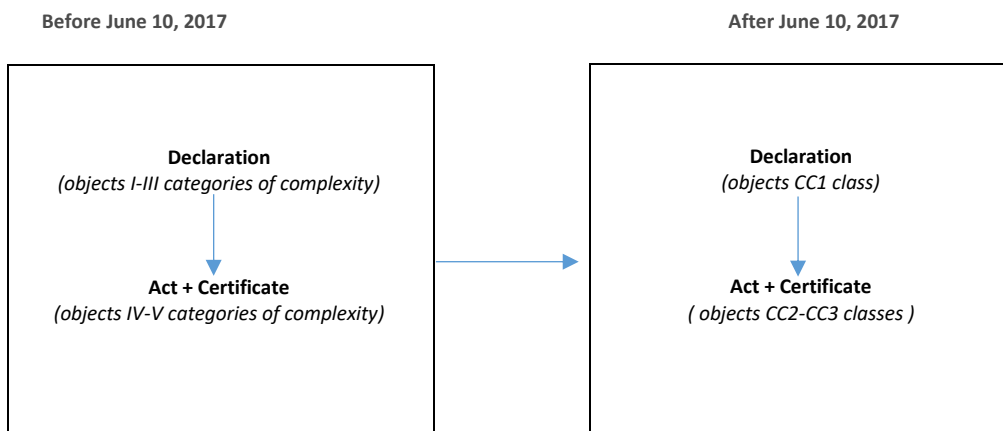 Before June 10, 2017
After June 10, 2017
Declaration
(objects I-III categories of complexity)
Act + Certificate
(objects IV-V categories of complexity)
Declaration
(objects CC1 class)
Act + Certificate
( objects CC2-CC3 classes )